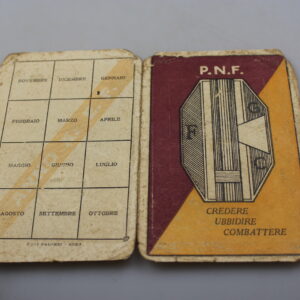 NOVEMBRE DICEMBRE GENNAIO
FEBBRAIO MARZO APRILE
MAGGIO GIUGNO LUGLIO
AGOSTO SETTEMBRE OTTOBRE
P.N.F.
G
F
G
CREDERE
UBBIDIRE
COMBATTERE